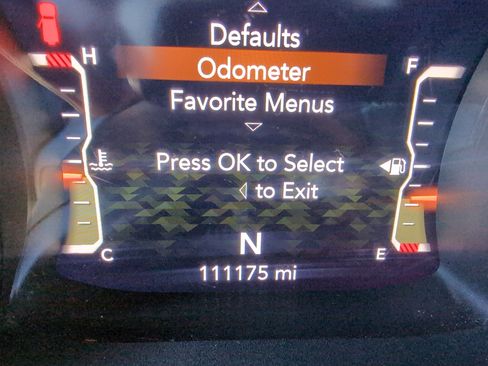 Defaults
H
Odometer
F
Favorite Menus
Press OK to Select
to Exit
C
N
E
111175 mi